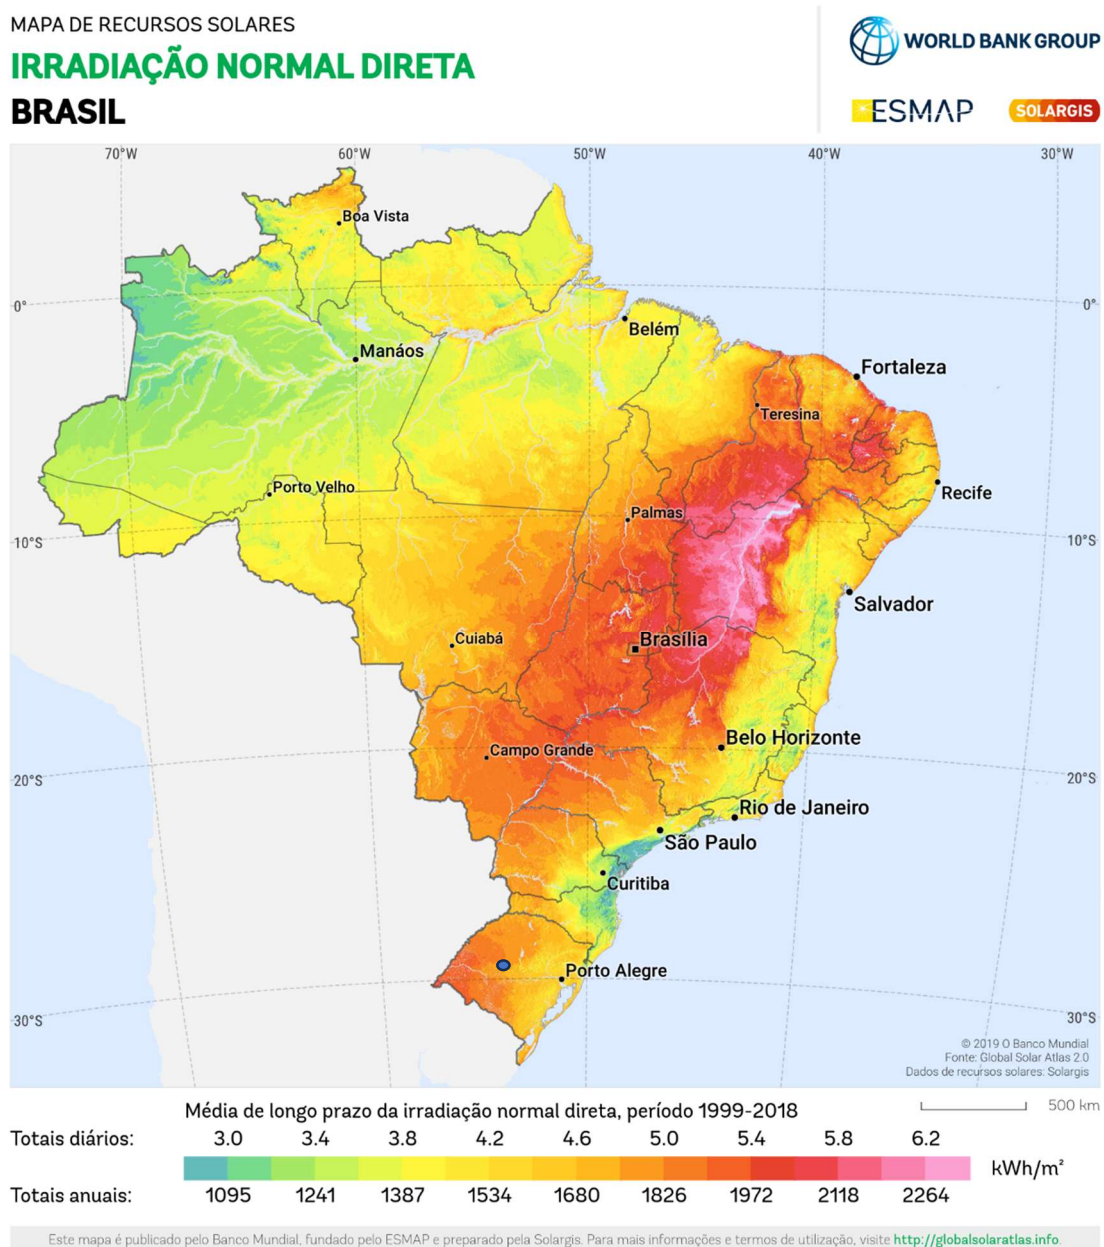 MAPA DE RECURSOS SOLARES
IRRADIAÇÃO NORMAL DIRETA
BRASIL
WORLD BANK GROUP
ESMAP
SOLARGIS
70°W 60°W 50°W 40°W 30°W
Boa Vista
0° 0°
Belém
Manáos
Fortaleza
Teresina
Porto Velho
Recife
Palmas
10°S 10°S
Salvador
Cuiabá
Brasília
Belo Horizonte
Campo Grande
20°S 20°S
Rio de Janeiro
São Paulo
Curitiba
Porto Alegre
30°S 30°S
© 2019 O Banco Mundial
Fonte: Global Solar Atlas 2.0
Dados de recursos solares: Solargis
Média de longo prazo da irradiação normal direta, período 1999-2018
500 km
Totais diários: 3.0 3.4 3.8 4.2 4.6 5.0 5.4 5.8 6.2
kWh/m²
Totais anuais: 1095 1241 1387 1534 1680 1826 1972 2118 2264
Este mapa é publicado pelo Banco Mundial, fundado pelo ESMAP e preparado pela Solargis. Para mais informações e termos de utilização, visite http://globalsolaratlas.info.